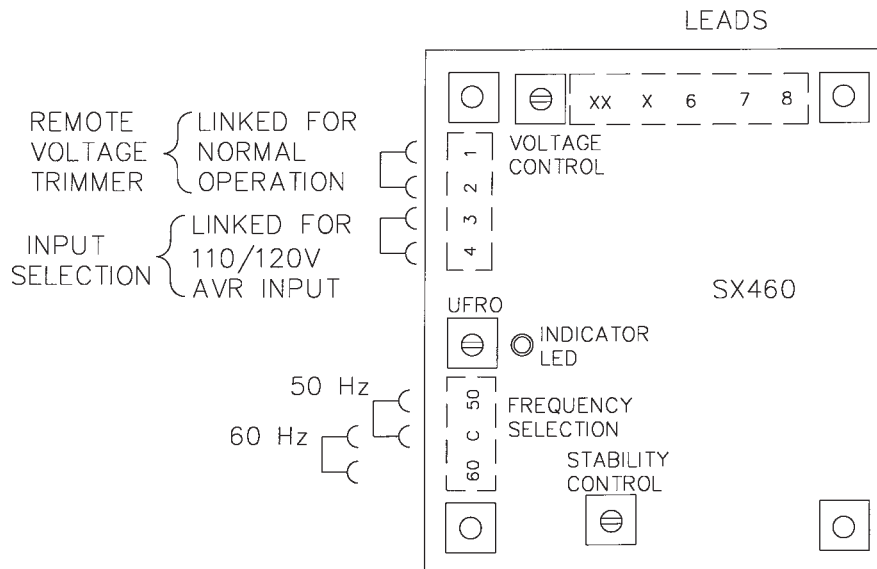 LEADS
XX X 6 7 8
VOLTAGE
CONTROL
REMOTE
VOLTAGE
TRIMMER
LINKED FOR
NORMAL
OPERATION
1
2
3
4
INPUT
SELECTION
LINKED FOR
110/120V
AVR INPUT
SX460
UFRO
INDICATOR
LED
50 Hz
60 Hz
50
C
60
FREQUENCY
SELECTION
STABILITY
CONTROL